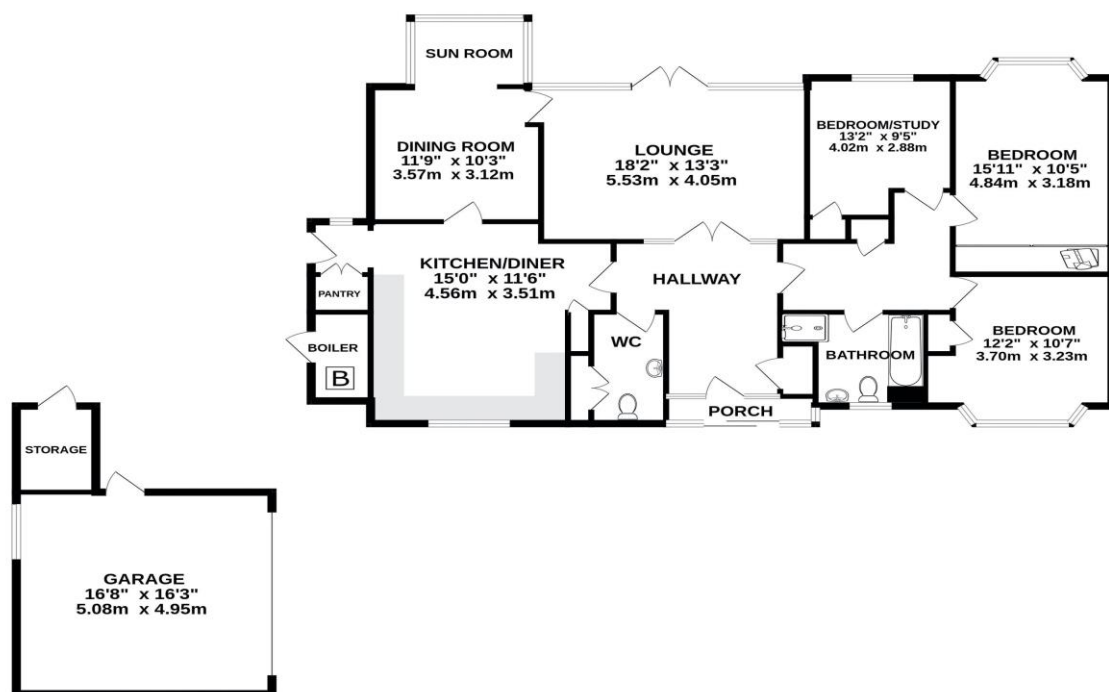 SUN ROOM
DINING ROOM
11'9" x 10'3"
3.57m x 3.12m
LOUNGE
18'2" x 13'3"
5.53m x 4.05m
BEDROOM/STUDY
13'2" x 9'5"
4.02m x 2.88m
BEDROOM
15'11" x 10'5"
4.84m x 3.18m
KITCHEN/DINER
15'0" x 11'6"
4.56m x 3.51m
PANTRY
BOILER
B
WC
HALLWAY
PORCH
BATHROOM
BEDROOM
12'2" x 10'7"
3.70m x 3.23m
STORAGE
GARAGE
16'8" x 16'3"
5.08m x 4.95m